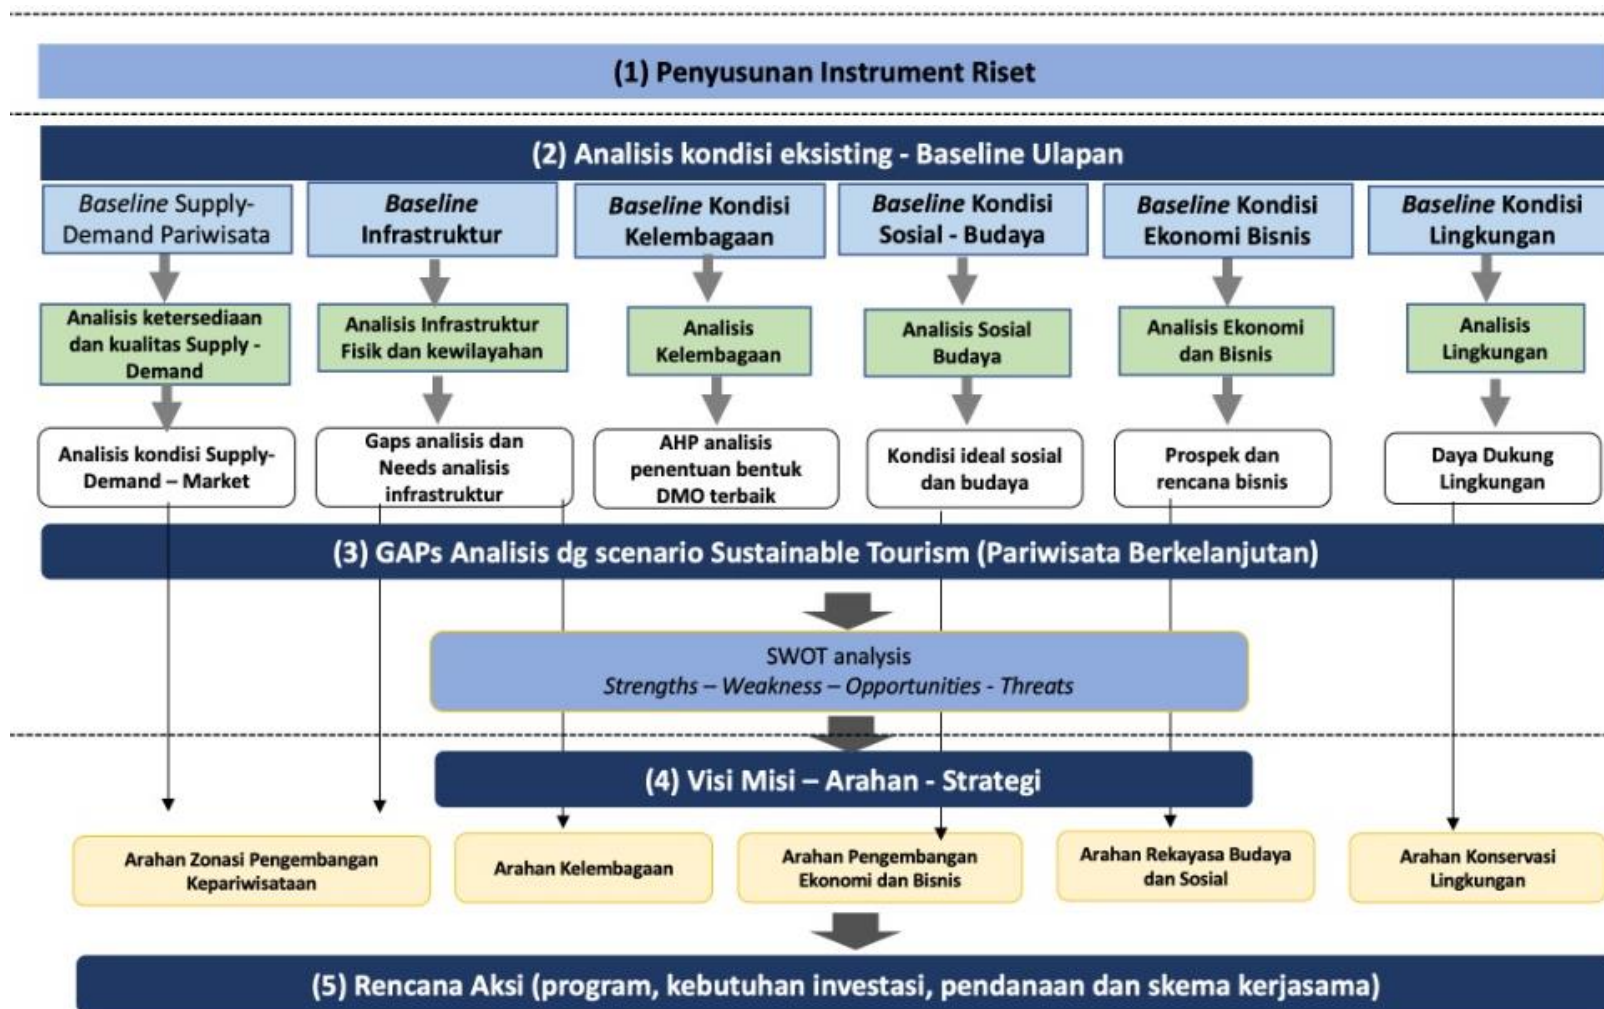 (1) Penyusunan Instrument Riset
(2) Analisis kondisi eksisting - Baseline Ulapan
Baseline Supply-
Demand Pariwisata
Baseline
Infrastruktur
Baseline Kondisi
Kelembagaan
Baseline Kondisi
Sosial - Budaya
Baseline Kondisi
Ekonomi Bisnis
Baseline Kondisi
Lingkungan
Analisis ketersediaan
dan kualitas Supply -
Demand
Analisis Infrastruktur
Fisik dan kewilayahan
Analisis
Kelembagaan
Analisis Sosial
Budaya
Analisis Ekonomi
dan Bisnis
Analisis
Lingkungan
Analisis kondisi Supply-
Demand – Market
Gaps analisis dan
Needs analisis
infrastruktur
AHP analisis
penentuan bentuk
DMO terbaik
Kondisi ideal sosial
dan budaya
Prospek dan
rencana bisnis
Daya Dukung
Lingkungan
(3) GAPs Analisis dg scenario Sustainable Tourism (Pariwisata Berkelanjutan)
SWOT analysis
Strengths – Weakness – Opportunities - Threats
(4) Visi Misi – Arahan - Strategi
Arahan Zonasi Pengembangan
Kepariwisataan
Arahan Kelembagaan
Arahan Pengembangan
Ekonomi dan Bisnis
Arahan Rekayasa Budaya
dan Sosial
Arahan Konservasi
Lingkungan
(5) Rencana Aksi (program, kebutuhan investasi, pendanaan dan skema kerjasama)